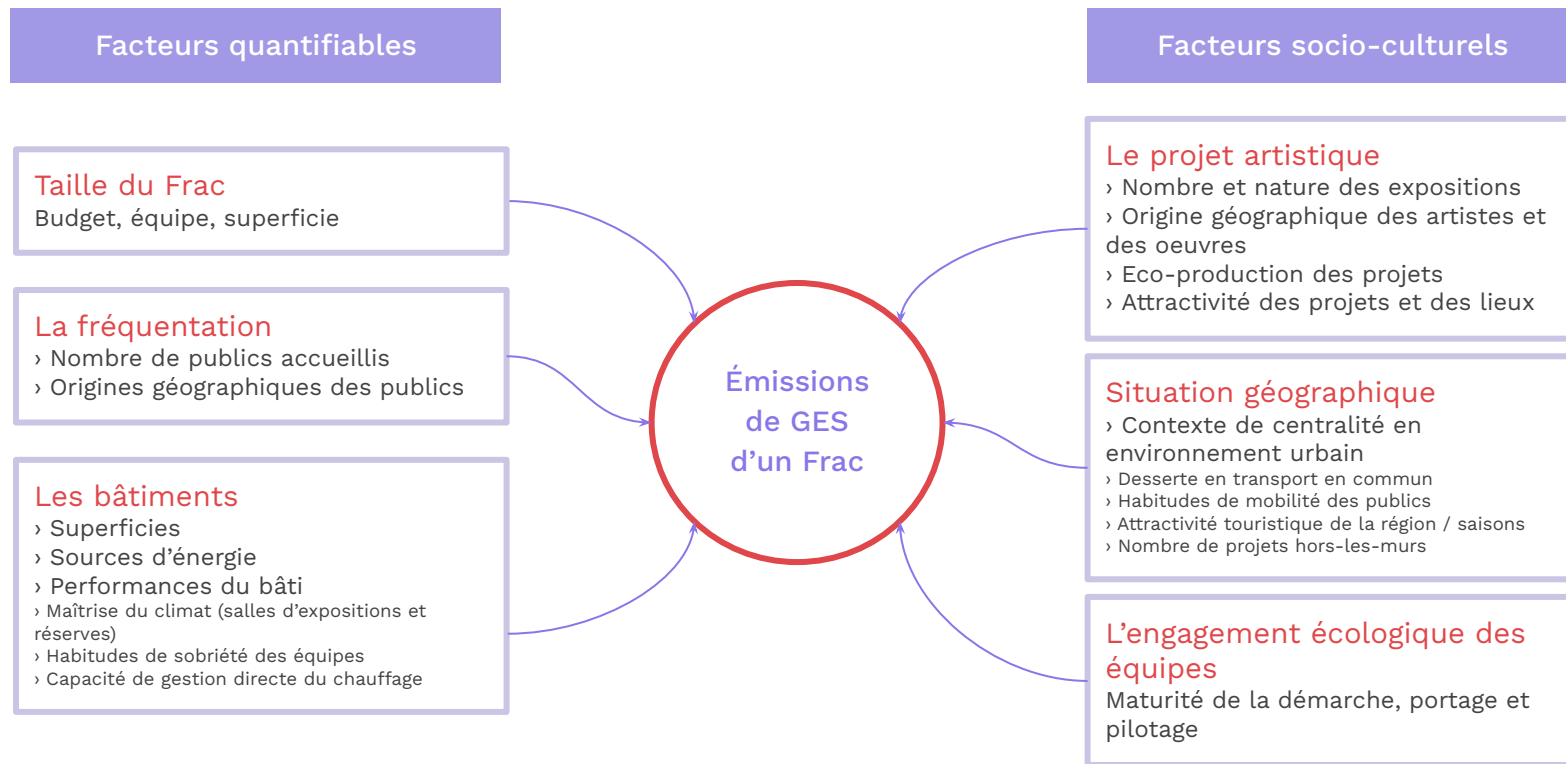 Facteurs quantifiables
Taille du Frac
Budget, équipe, superficie
La fréquentation
› Nombre de publics accueillis
› Origines géographiques des publics
Les bâtiments
› Superficies
› Sources d'énergie
› Performances du bâti
› Maîtrise du climat (salles d'expositions et
réserves)
› Habitudes de sobriété des équipes
› Capacité de gestion directe du chauffage
Émissions
de GES
d'un Frac
Facteurs socio-culturels
Le projet artistique
› Nombre et nature des expositions
› Origine géographique des artistes et
des oeuvres
› Eco-production des projets
› Attractivité des projets et des lieux
Situation géographique
› Contexte de centralité en
environnement urbain
› Desserte en transport en commun
› Habitudes de mobilité des publics
› Attractivité touristique de la région / saisons
› Nombre de projets hors-les-murs
L'engagement écologique des
équipes
Maturité de la démarche, portage et
pilotage